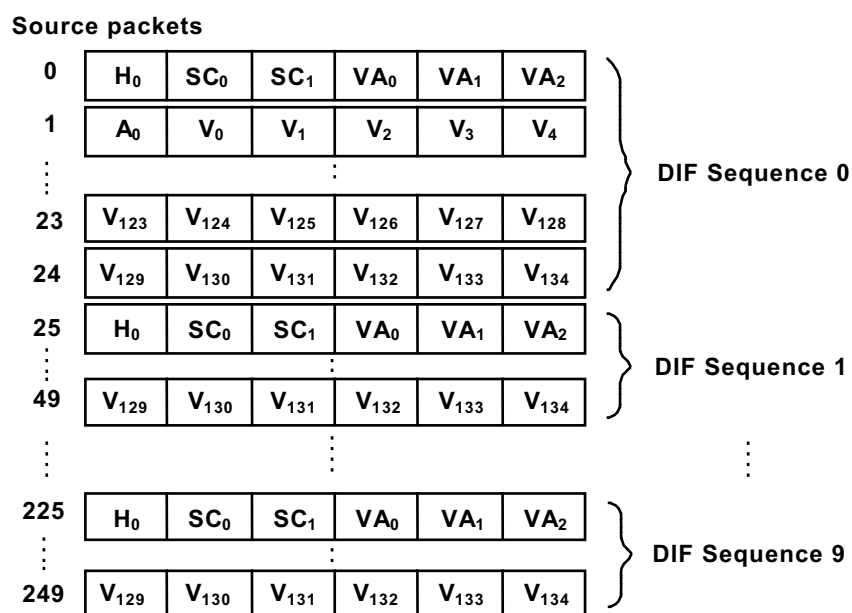 Source packets
0 H₀ SC₀ SC₁ VA₀ VA₁ VA₂
1 A₀ V₀ V₁ V₂ V₃ V₄
DIF Sequence 0
23 V₁₂₃ V₁₂₄ V₁₂₅ V₁₂₆ V₁₂₇ V₁₂₈
24 V₁₂₉ V₁₃₀ V₁₃₁ V₁₃₂ V₁₃₃ V₁₃₄
25 H₀ SC₀ SC₁ VA₀ VA₁ VA₂
DIF Sequence 1
49 V₁₂₉ V₁₃₀ V₁₃₁ V₁₃₂ V₁₃₃ V₁₃₄
225 H₀ SC₀ SC₁ VA₀ VA₁ VA₂
DIF Sequence 9
249 V₁₂₉ V₁₃₀ V₁₃₁ V₁₃₂ V₁₃₃ V₁₃₄